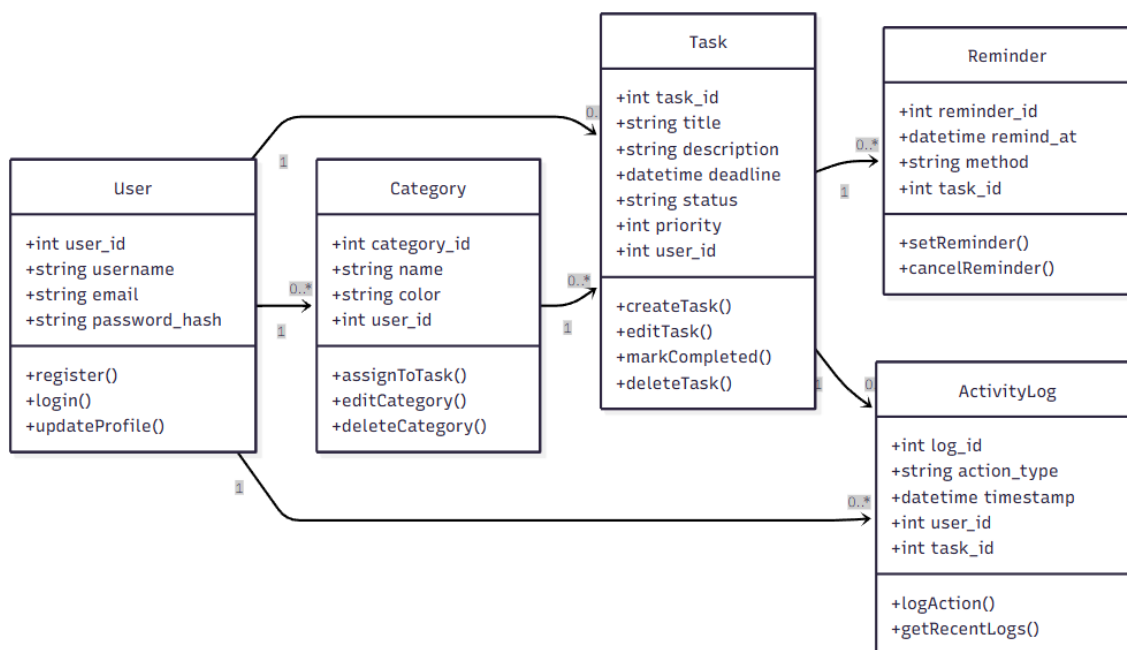 User
+int user_id
+string username
+string email
+string password_hash
+register()
+login()
+updateProfile()
1
0..
1
0..*
1
0..*
Category
+int category_id
+string name
+string color
+int user_id
+assignToTask()
+editCategory()
+deleteCategory()
1
0..*
Task
+int task_id
+string title
+string description
+datetime deadline
+string status
+int priority
+int user_id
+createTask()
+editTask()
+markCompleted()
+deleteTask()
1
0..*
1
0
Reminder
+int reminder_id
+datetime remind_at
+string method
+int task_id
+setReminder()
+cancelReminder()
ActivityLog
+int log_id
+string action_type
+datetime timestamp
+int user_id
+int task_id
+logAction()
+getRecentLogs()